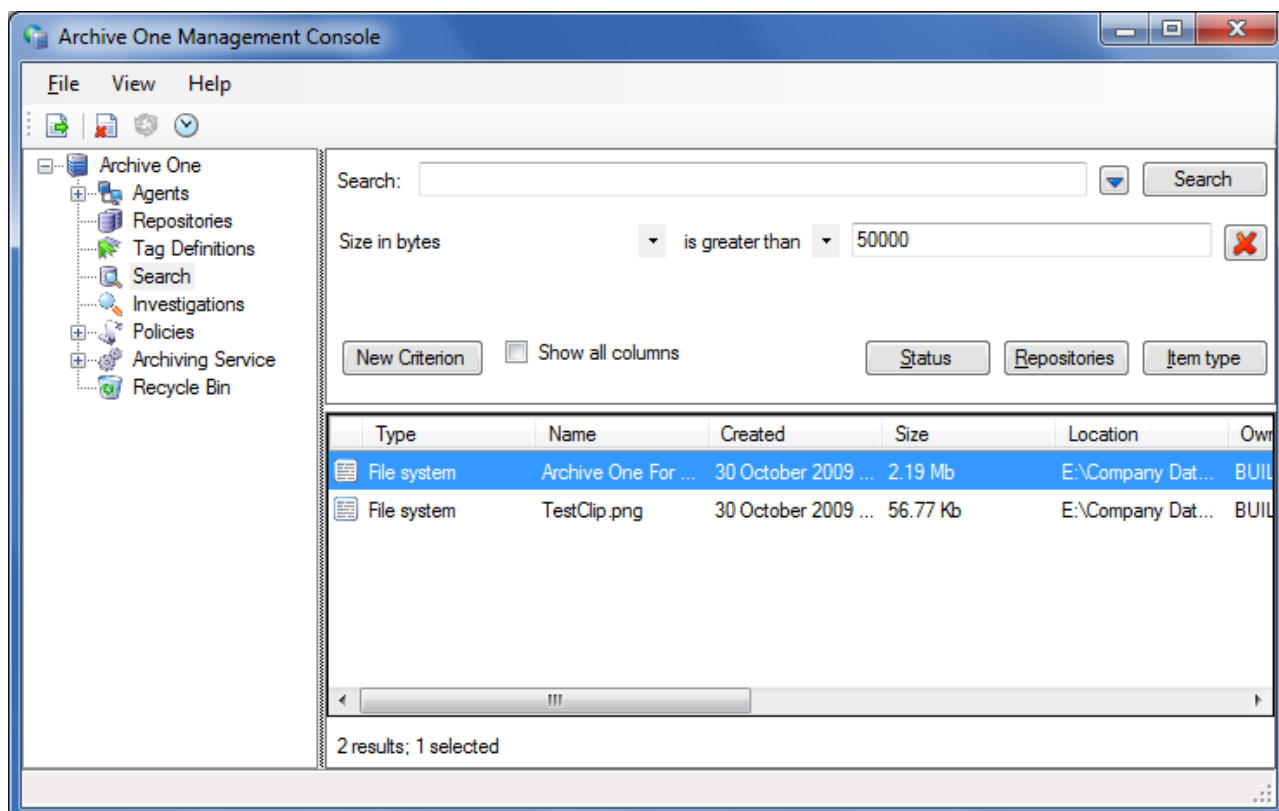 Archive One Management Console
File View Help
Archive One
Agents
Repositories
Tag Definitions
Search
Investigations
Policies
Archiving Service
Recycle Bin
Search: Search
Size in bytes is greater than 50000
New Criterion Show all columns Status Repositories Item type
Type Name Created Size Location Own
File system Archive One For ... 30 October 2009 ... 2.19 Mb E:\Company Dat... BUIL
File system TestClip.png 30 October 2009 ... 56.77 Kb E:\Company Dat... BUIL
2 results; 1 selected